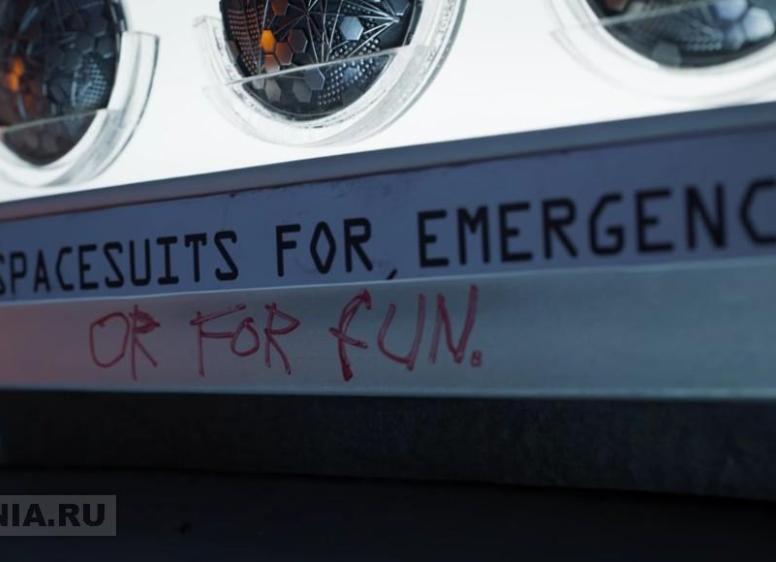 SPACESUITS FOR EMERGENC
OR FOR FUN.
NIA.RU